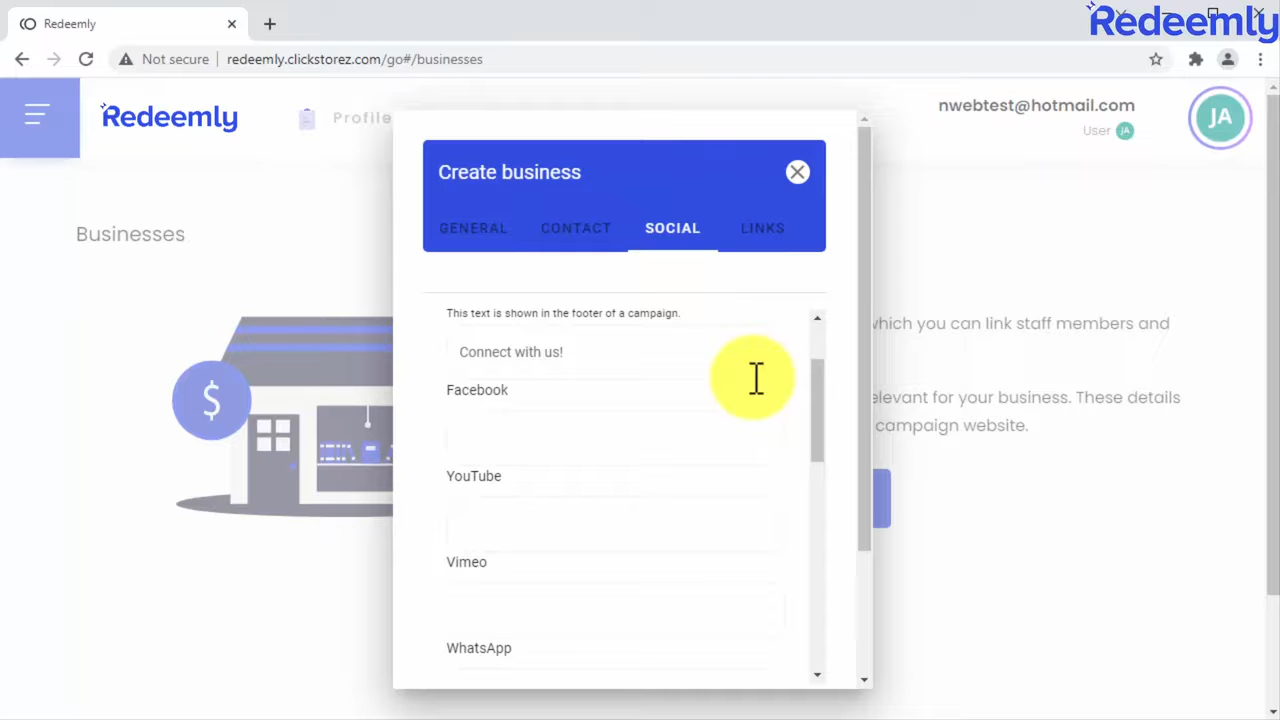 Redeemly
Redeemly
Not secure
redeemly.clickstorez.com/go#/businesses
Redeemly
Profile
nwebtest@hotmail.com
User JA
JA
Create business
GENERAL
CONTACT
SOCIAL
LINKS
Businesses
This text is shown in the footer of a campaign.
Connect with us!
Facebook
YouTube
Vimeo
WhatsApp
$
which you can link staff members and
elevant for your business. These details
campaign website.